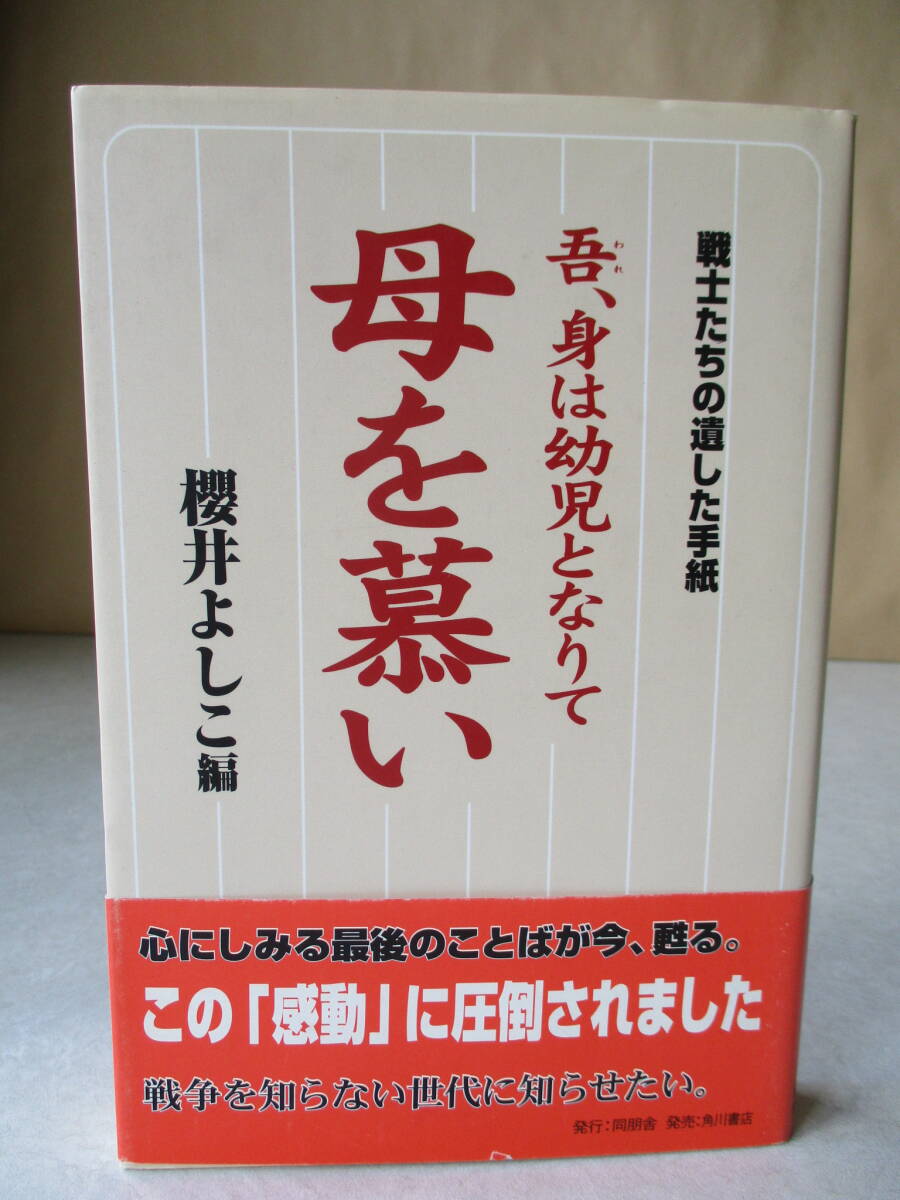 戦士たちの遺した手紙
吾、身は幼児となりて
われ
母を慕い
櫻井よしこ編
心にしみる最後のことばが今、甦る。
この「感動」に圧倒されました
戦争を知らない世代に知らせたい。
発行:同朋舎 発売:角川書店